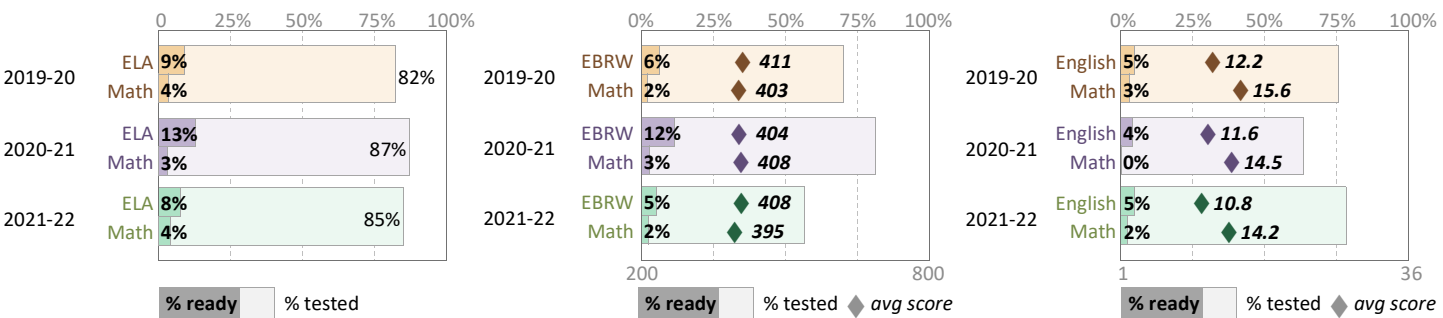 0 25% 50% 75% 100%
2019-20
ELA 9%
Math 4%
82%
2020-21
ELA 13%
Math 3%
87%
2021-22
ELA 8%
Math 4%
85%
% ready % tested
0% 25% 50% 75% 100%
2019-20
EBRW 6% 411
Math 2% 403
2020-21
EBRW 12% 404
Math 3% 408
2021-22
EBRW 5% 408
Math 2% 395
200 800
% ready % tested avg score
0% 25% 50% 75% 100%
2019-20
English 5% 12.2
Math 3% 15.6
2020-21
English 4% 11.6
Math 0% 14.5
2021-22
English 5% 10.8
Math 2% 14.2
1 36
% ready % tested avg score